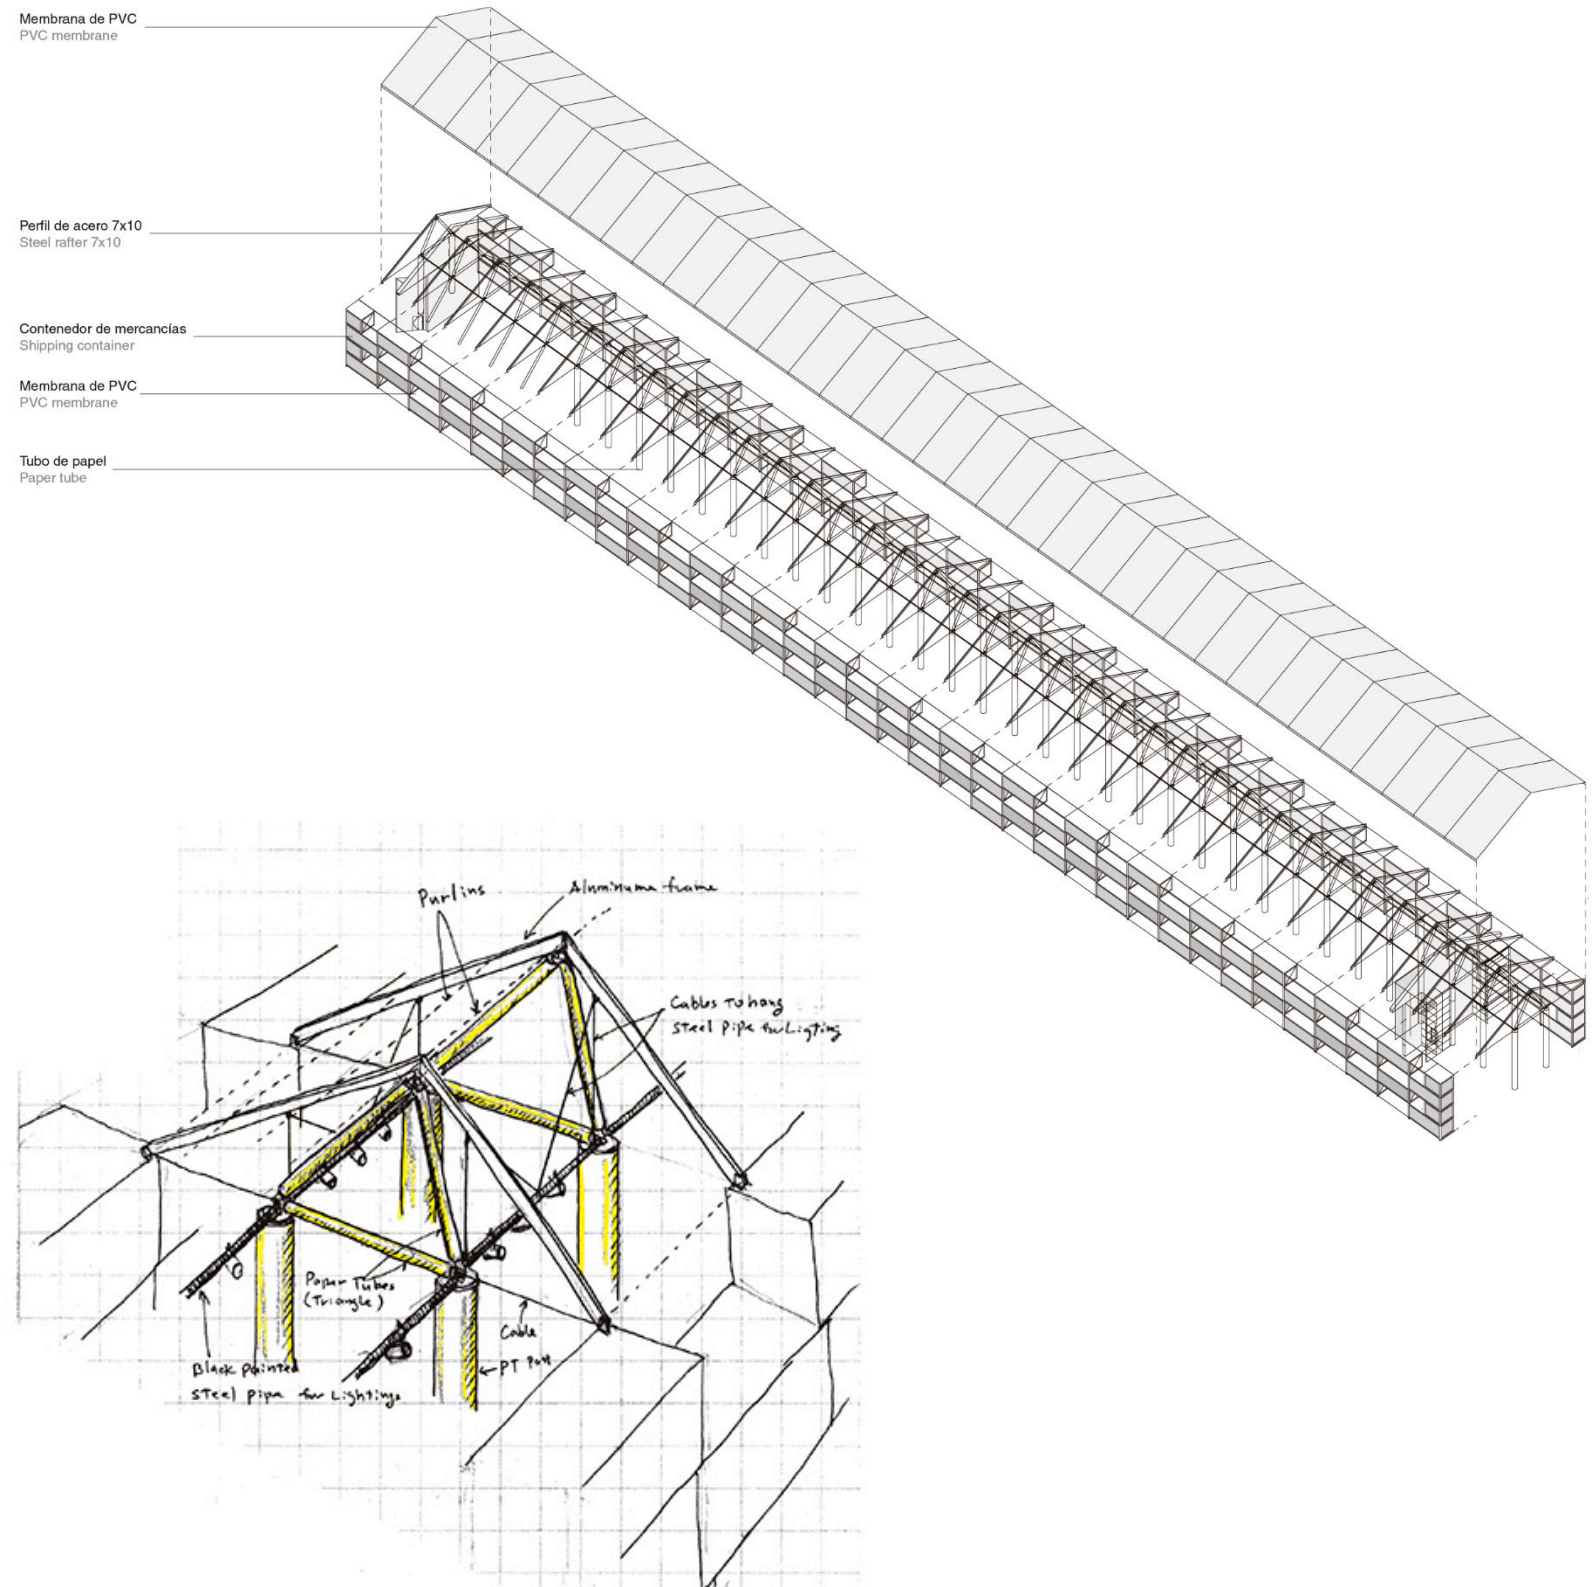 Membrana de PVC
PVC membrane
Perfil de acero 7x10
Steel rafter 7x10
Contenedor de mercancías
Shipping container
Membrana de PVC
PVC membrane
Tubo de papel
Paper tube
Purlins
Aluminuma frame
Cables To hang
Steel Pipe for Ligting
Paper Tubes
(Triangle)
Cable
PT Post
Black painted
Steel pipe for Lightings